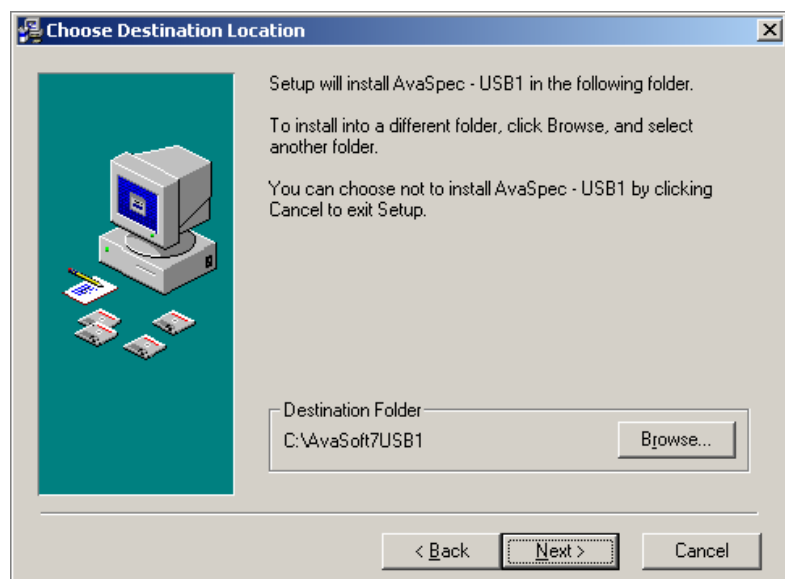 Choose Destination Location
Setup will install AvaSpec - USB1 in the following folder.
To install into a different folder, click Browse, and select
another folder.
You can choose not to install AvaSpec - USB1 by clicking
Cancel to exit Setup.
Destination Folder
C:\AvaSoft7USB1
Browse...
< Back
Next >
Cancel